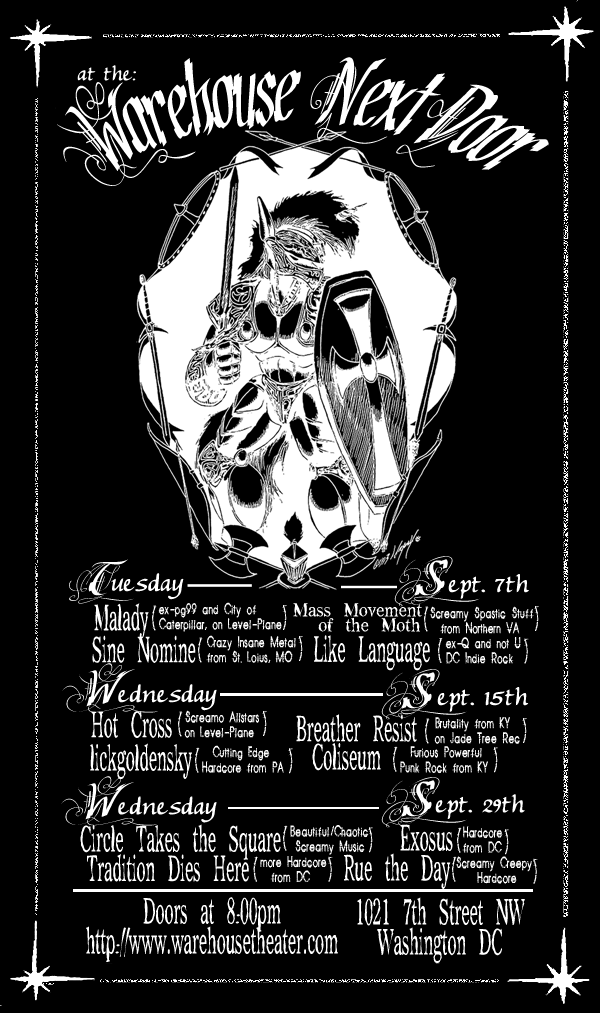 at the:
Warehouse Next Door
Tuesday Sept. 7th
Malady (ex-pg99 and City of Caterpillar, on Level-Plane) Mass Movement of the Moth (Screamy Spastic Stuff from Northern VA)
Sine Nomine (Crazy Insane Metal from St. Loius, MO) Like Language (ex-Q and not U DC Indie Rock)
Wednesday Sept. 15th
Hot Cross (Screamo Allstars on Level-Plane) Breather Resist (Brutality from KY on Jade Tree Rec)
lickgoldensky (Cutting Edge Hardcore from PA) Coliseum (Furious Powerful Punk Rock from KY)
Wednesday Sept. 29th
Circle Takes the Square (Beautiful/Chaotic Screamy Music) Exosus (Hardcore from DC)
Tradition Dies Here (more Hardcore from DC) Rue the Day (Screamy Creepy Hardcore)
Doors at 8:00pm 1021 7th Street NW
http://www.warehousetheater.com Washington DC